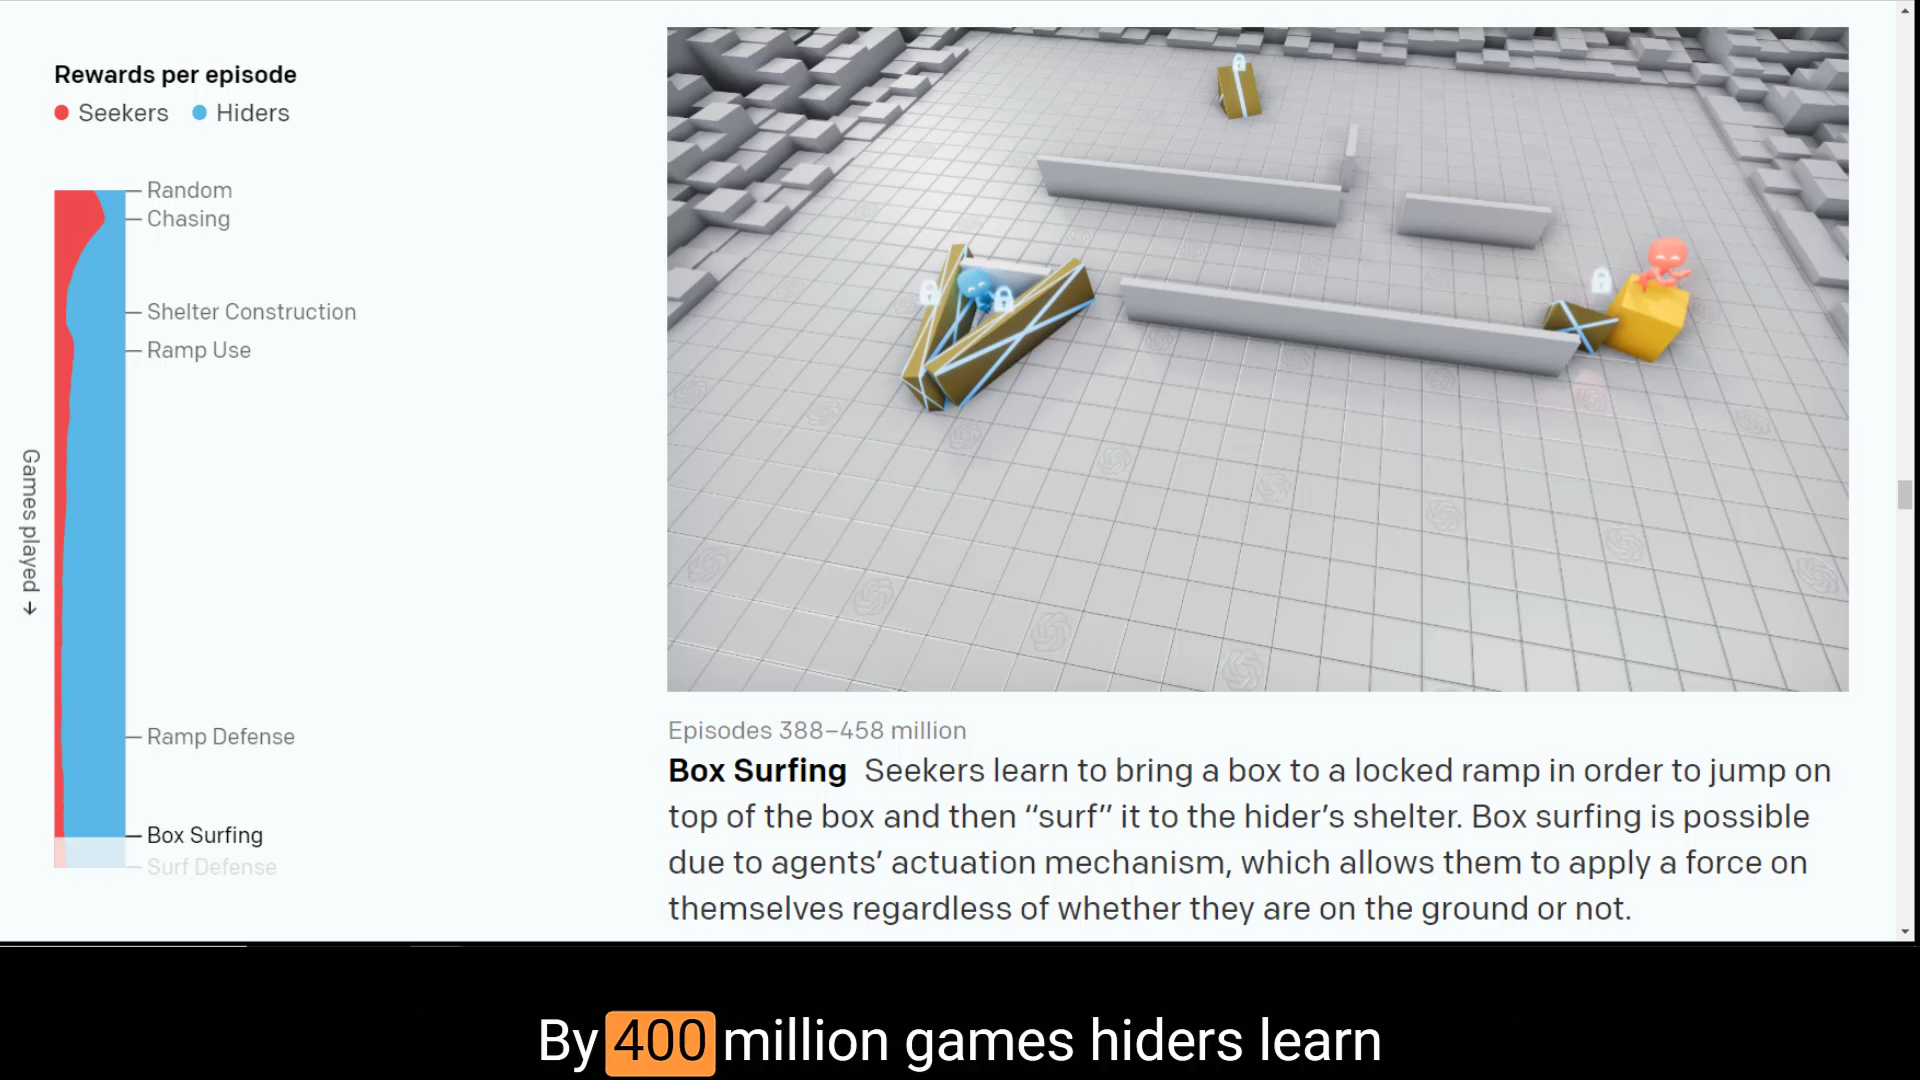 Rewards per episode
Seekers Hiders
Random
Chasing
Shelter Construction
Ramp Use
Games played →
Ramp Defense
Box Surfing
Surf Defense
Episodes 388–458 million
Box Surfing Seekers learn to bring a box to a locked ramp in order to jump on
top of the box and then “surf” it to the hider’s shelter. Box surfing is possible
due to agents’ actuation mechanism, which allows them to apply a force on
themselves regardless of whether they are on the ground or not.
By 400 million games hiders learn